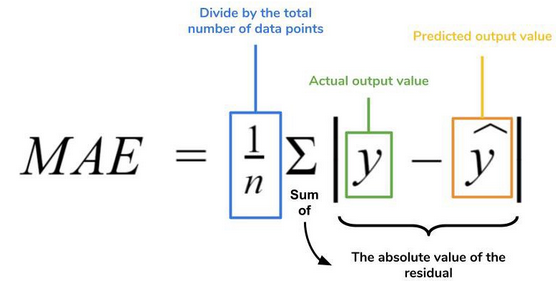 Divide by the total
number of data points
Predicted output value
Actual output value
MAE = 1/n Σ |y − ŷ|
Sum
of
The absolute value of the
residual